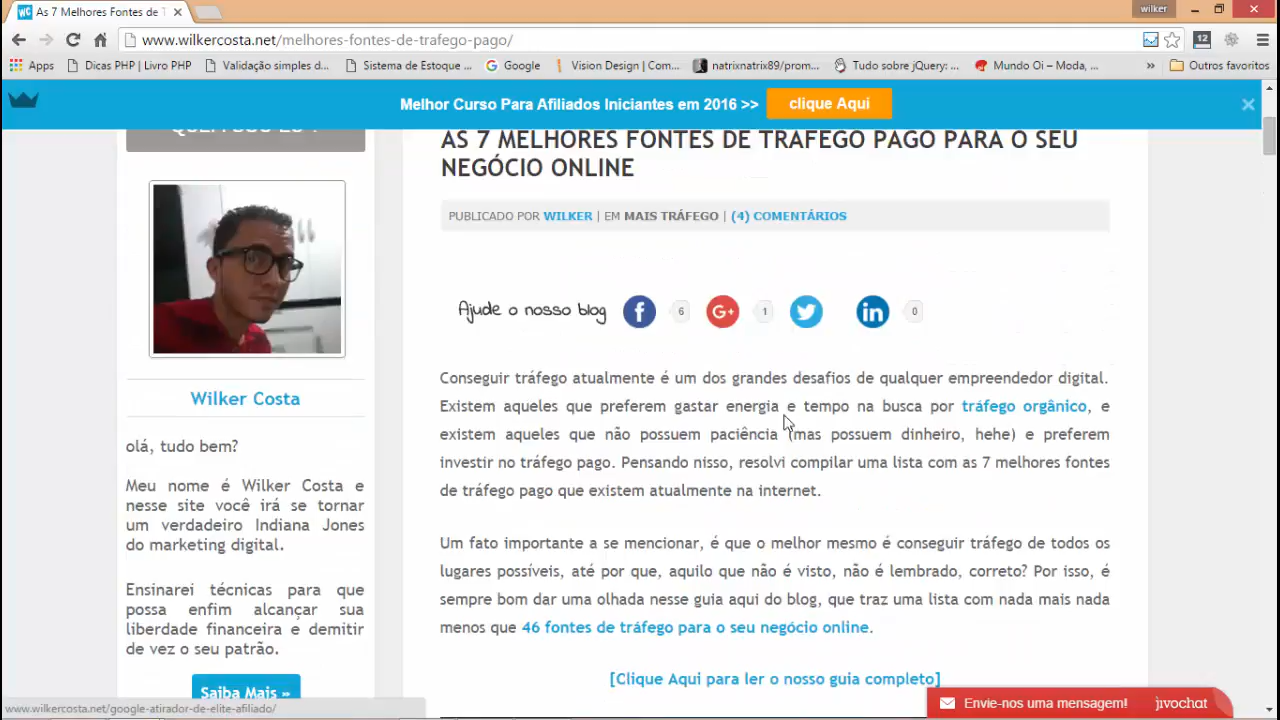 As 7 Melhores Fontes de T
wilker
www.wilkercosta.net/melhores-fontes-de-trafego-pago/
12
Apps
Dicas PHP | Livro PHP
Validação simples d...
Sistema de Estoque ...
Google
Vision Design | Com...
natrixnatrix89/prom...
Tudo sobre jQuery: ...
Mundo Oi – Moda, ...
»
Outros favoritos
Melhor Curso Para Afiliados Iniciantes em 2016 >>
clique Aqui
AS 7 MELHORES FONTES DE TRAFEGO PAGO PARA O SEU
NEGÓCIO ONLINE
PUBLICADO POR WILKER | EM MAIS TRÁFEGO | (4) COMENTÁRIOS
Ajude o nosso blog
6
G+
1
in
0
Wilker Costa
olá, tudo bem?
Meu nome é Wilker Costa e
nesse site você irá se tornar
um verdadeiro Indiana Jones
do marketing digital.
Ensinarei técnicas para que
possa enfim alcançar sua
liberdade financeira e demitir
de vez o seu patrão.
Saiba Mais »
Conseguir tráfego atualmente é um dos grandes desafios de qualquer empreendedor digital.
Existem aqueles que preferem gastar energia e tempo na busca por tráfego orgânico, e
existem aqueles que não possuem paciência (mas possuem dinheiro, hehe) e preferem
investir no tráfego pago. Pensando nisso, resolvi compilar uma lista com as 7 melhores fontes
de tráfego pago que existem atualmente na internet.
Um fato importante a se mencionar, é que o melhor mesmo é conseguir tráfego de todos os
lugares possíveis, até por que, aquilo que não é visto, não é lembrado, correto? Por isso, é
sempre bom dar uma olhada nesse guia aqui do blog, que traz uma lista com nada mais nada
menos que 46 fontes de tráfego para o seu negócio online.
[Clique Aqui para ler o nosso guia completo]
www.wilkercosta.net/google-atirador-de-elite-afiliado/
Envie-nos uma mensagem!
jivochat